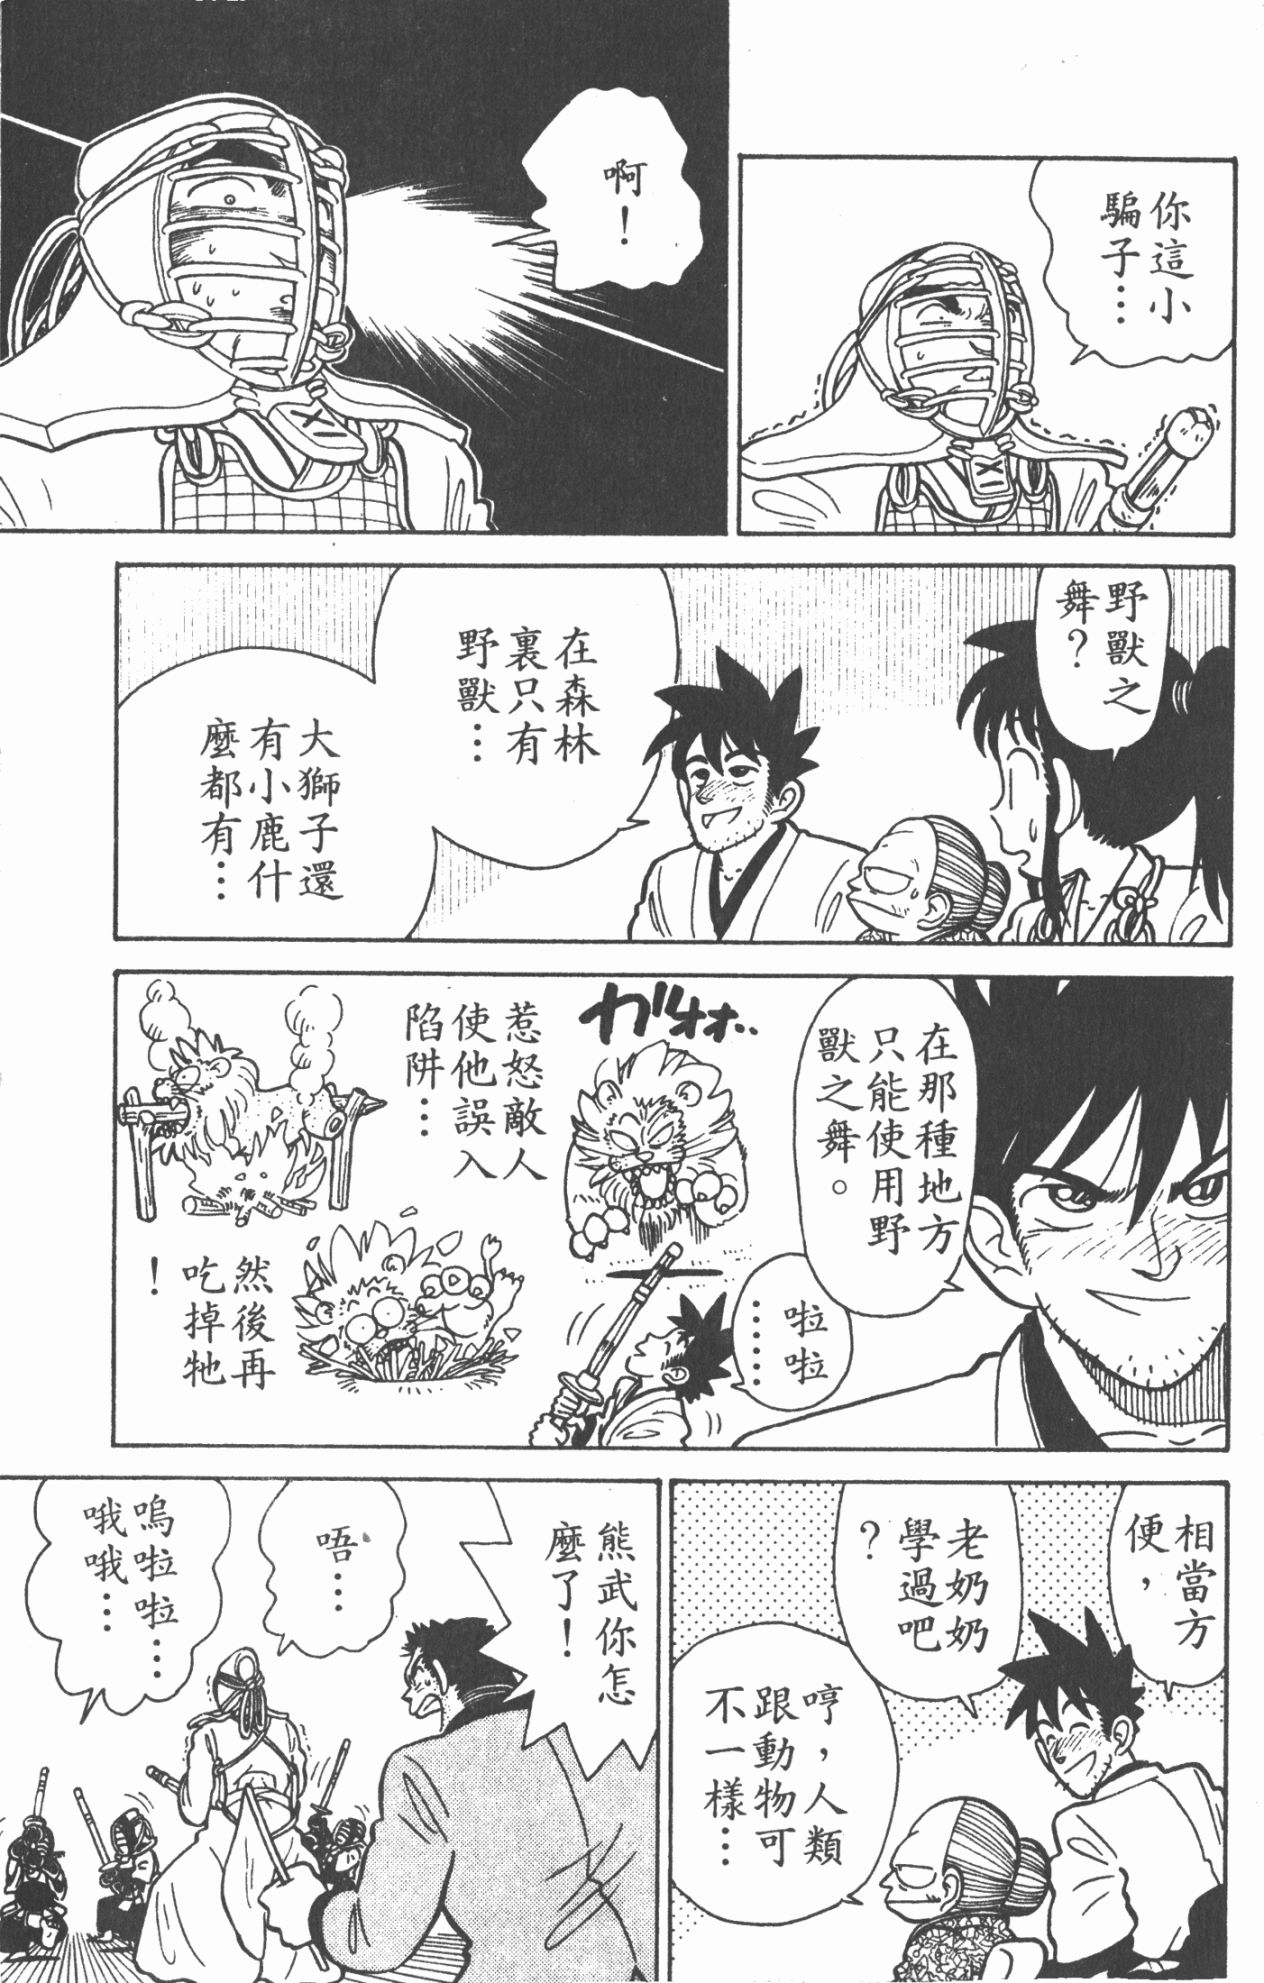 你這小
騙子…
啊！
野獸之
舞？
在森林
裏只有
野獸…
大獅子還
有小鹿什
麼都有…
在那種地方
只能使用野
獸之舞。
啦啦
……
ガオオ..
惹怒敵人
使他誤入
陷阱…
然後再
吃掉牠
！
相當方
便，
老奶奶
學過吧
？
哼，人類
跟動物可
不一樣…
熊武你怎
麼了！
唔…
嗚啦啦…
哦哦…